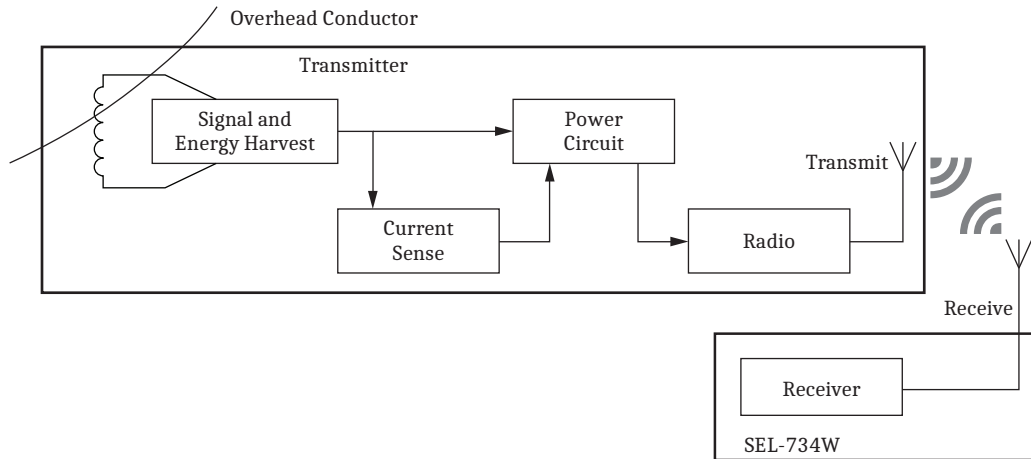 Overhead Conductor
Transmitter
Signal and
Energy Harvest
Power
Circuit
Transmit
Current
Sense
Radio
Receive
Receiver
SEL-734W